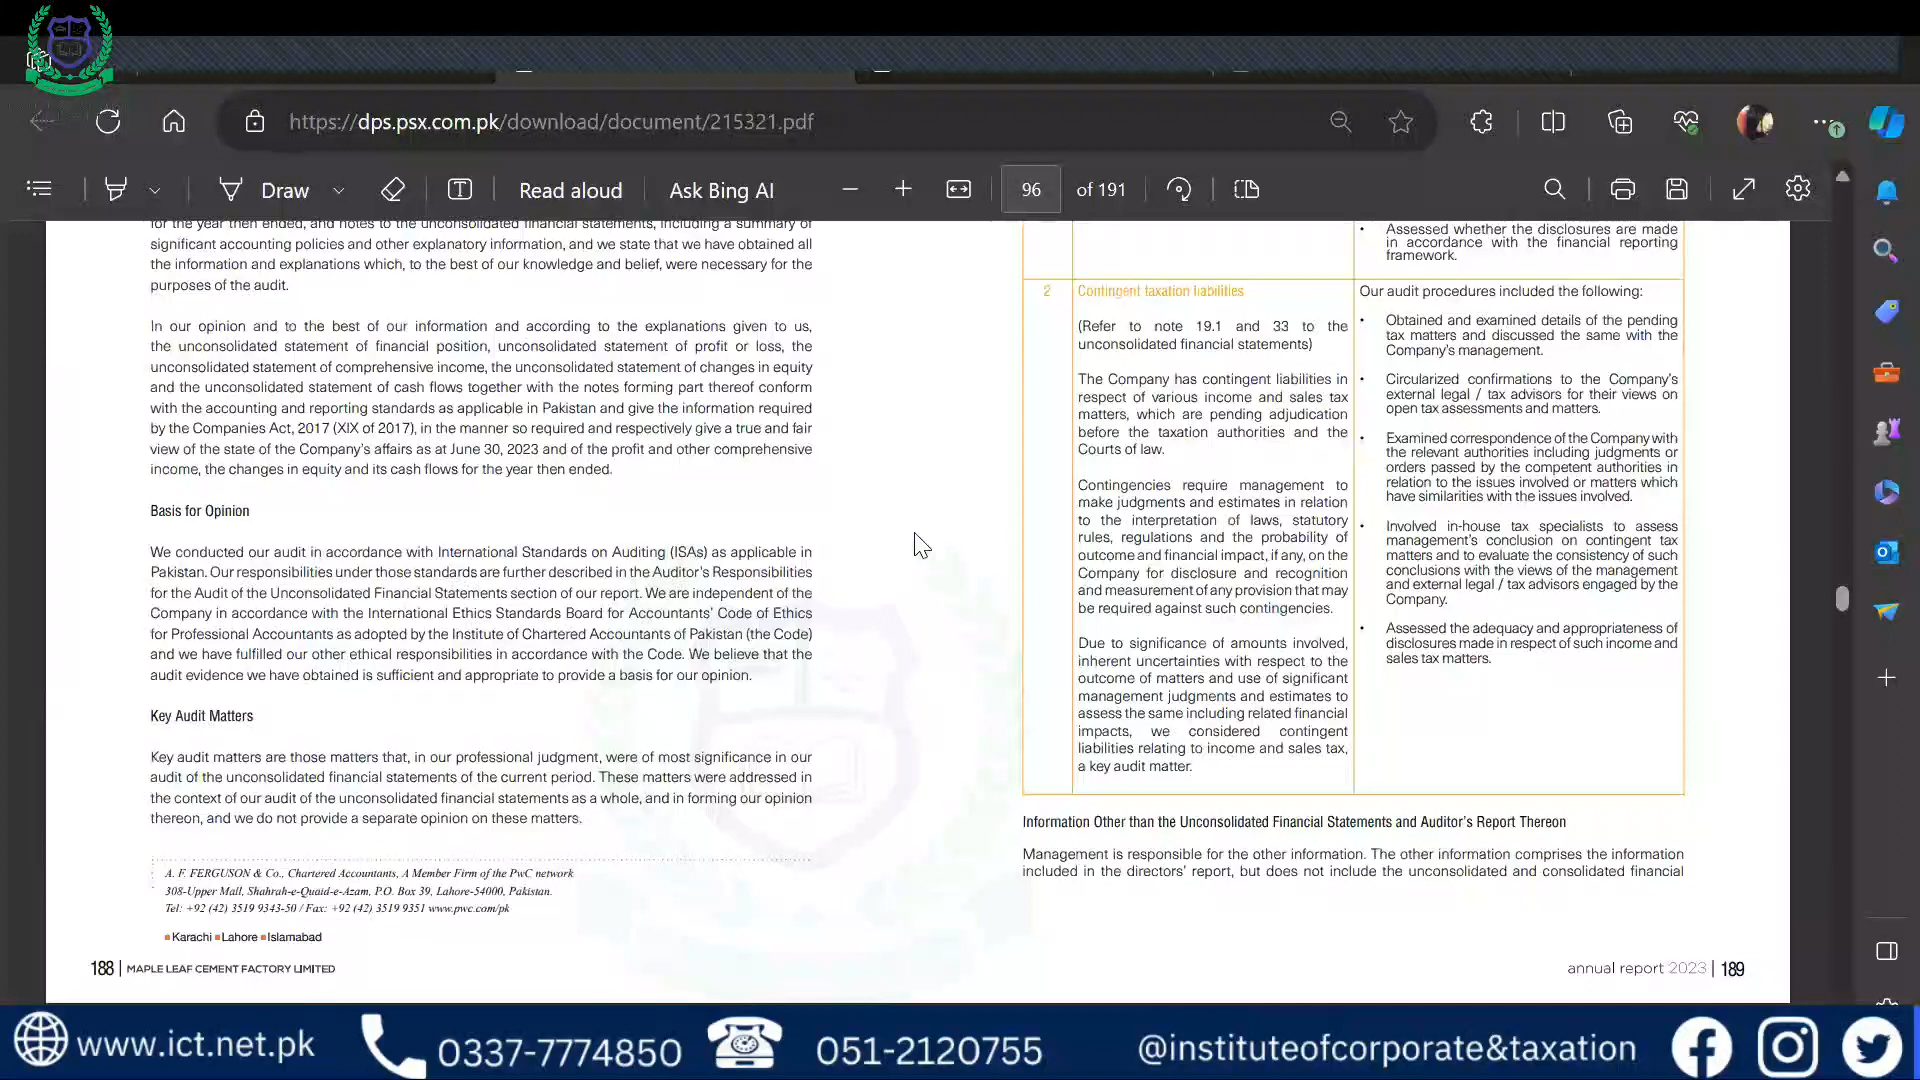 https://dps.psx.com.pk/download/document/215321.pdf
Draw
Read aloud
Ask Bing AI
96
of 191
for the year then ended, and notes to the unconsolidated financial statements, including a summary of
significant accounting policies and other explanatory information, and we state that we have obtained all
the information and explanations which, to the best of our knowledge and belief, were necessary for the
purposes of the audit.
In our opinion and to the best of our information and according to the explanations given to us,
the unconsolidated statement of financial position, unconsolidated statement of profit or loss, the
unconsolidated statement of comprehensive income, the unconsolidated statement of changes in equity
and the unconsolidated statement of cash flows together with the notes forming part thereof conform
with the accounting and reporting standards as applicable in Pakistan and give the information required
by the Companies Act, 2017 (XIX of 2017), in the manner so required and respectively give a true and fair
view of the state of the Company's affairs as at June 30, 2023 and of the profit and other comprehensive
income, the changes in equity and its cash flows for the year then ended.
Basis for Opinion
We conducted our audit in accordance with International Standards on Auditing (ISAs) as applicable in
Pakistan. Our responsibilities under those standards are further described in the Auditor's Responsibilities
for the Audit of the Unconsolidated Financial Statements section of our report. We are independent of the
Company in accordance with the International Ethics Standards Board for Accountants' Code of Ethics
for Professional Accountants as adopted by the Institute of Chartered Accountants of Pakistan (the Code)
and we have fulfilled our other ethical responsibilities in accordance with the Code. We believe that the
audit evidence we have obtained is sufficient and appropriate to provide a basis for our opinion.
Key Audit Matters
Key audit matters are those matters that, in our professional judgment, were of most significance in our
audit of the unconsolidated financial statements of the current period. These matters were addressed in
the context of our audit of the unconsolidated financial statements as a whole, and in forming our opinion
thereon, and we do not provide a separate opinion on these matters.
A. F. FERGUSON & Co., Chartered Accountants, A Member Firm of the PwC network
308-Upper Mall, Shahrah-e-Quaid-e-Azam, P.O. Box 39, Lahore-54000, Pakistan.
Tel: +92 (42) 3519 9343-50 / Fax: +92 (42) 3519 9351 www.pwc.com/pk
Karachi Lahore Islamabad
188 | MAPLE LEAF CEMENT FACTORY LIMITED
• Assessed whether the disclosures are made
in accordance with the financial reporting
framework.
2
Contingent taxation liabilities
(Refer to note 19.1 and 33 to the
unconsolidated financial statements)
The Company has contingent liabilities in
respect of various income and sales tax
matters, which are pending adjudication
before the taxation authorities and the
Courts of law.
Contingencies require management to
make judgments and estimates in relation
to the interpretation of laws, statutory
rules, regulations and the probability of
outcome and financial impact, if any, on the
Company for disclosure and recognition
and measurement of any provision that may
be required against such contingencies.
Due to significance of amounts involved,
inherent uncertainties with respect to the
outcome of matters and use of significant
management judgments and estimates to
assess the same including related financial
impacts, we considered contingent
liabilities relating to income and sales tax,
a key audit matter.
Our audit procedures included the following:
• Obtained and examined details of the pending
tax matters and discussed the same with the
Company's management.
• Circularized confirmations to the Company's
external legal / tax advisors for their views on
open tax assessments and matters.
• Examined correspondence of the Company with
the relevant authorities including judgments or
orders passed by the competent authorities in
relation to the issues involved or matters which
have similarities with the issues involved.
• Involved in-house tax specialists to assess
management's conclusion on contingent tax
matters and to evaluate the consistency of such
conclusions with the views of the management
and external legal / tax advisors engaged by the
Company.
• Assessed the adequacy and appropriateness of
disclosures made in respect of such income and
sales tax matters.
Information Other than the Unconsolidated Financial Statements and Auditor's Report Thereon
Management is responsible for the other information. The other information comprises the information
included in the directors' report, but does not include the unconsolidated and consolidated financial
annual report 2023 | 189
www.ict.net.pk
0337-7774850
051-2120755
@instituteofcorporate&taxation